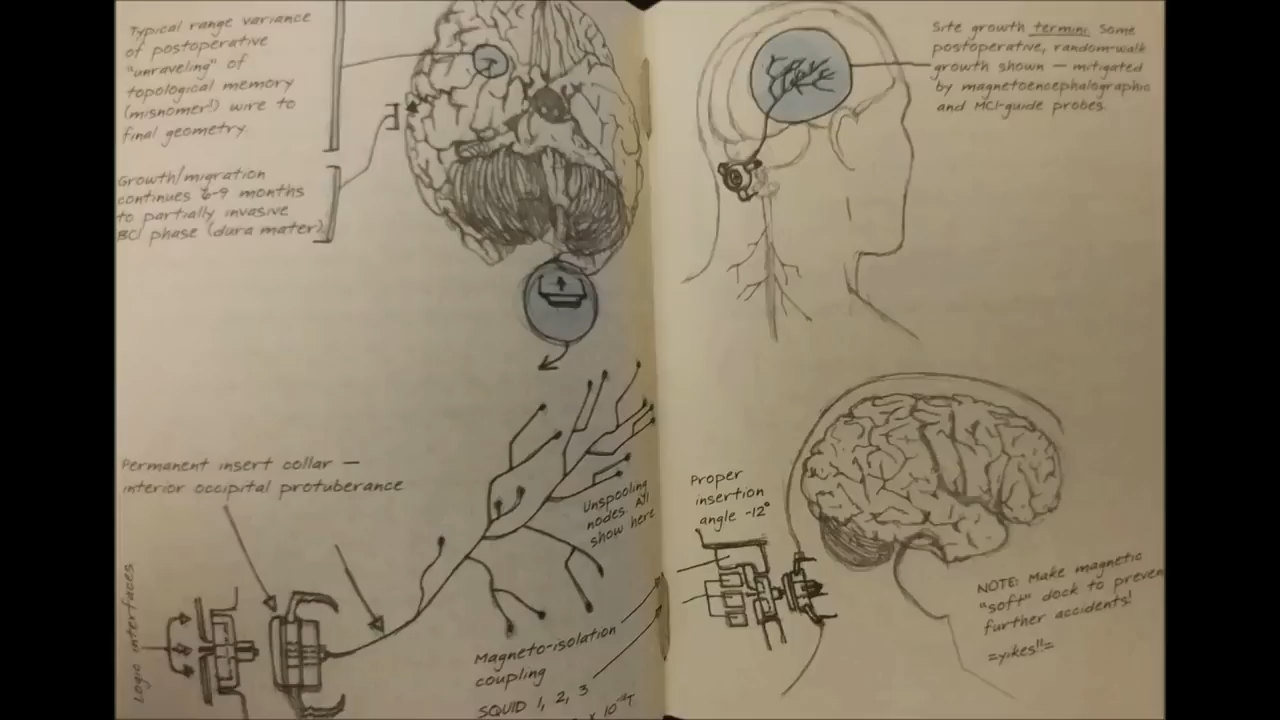 Typical range variance
of postoperative
"unraveling" of
topological memory
(misnomer!) wire to
final geometry.
Growth/migration
continues 6-9 months
to partially invasive
BCI phase (dura mater)
Permanent insert collar —
interior occipital protuberance
Logic interfaces
Unspooling
nodes
show here
Magneto-isolation
coupling
SQUID 1, 2, 3
Site growth termini. Some
postoperative, random-walk
growth shown — mitigated
by magnetoencephalographic
and MCI-guide probes.
Proper
insertion
angle -12°
NOTE: Make magnetic
"soft" dock to preven
further accidents!
=yikes!!=